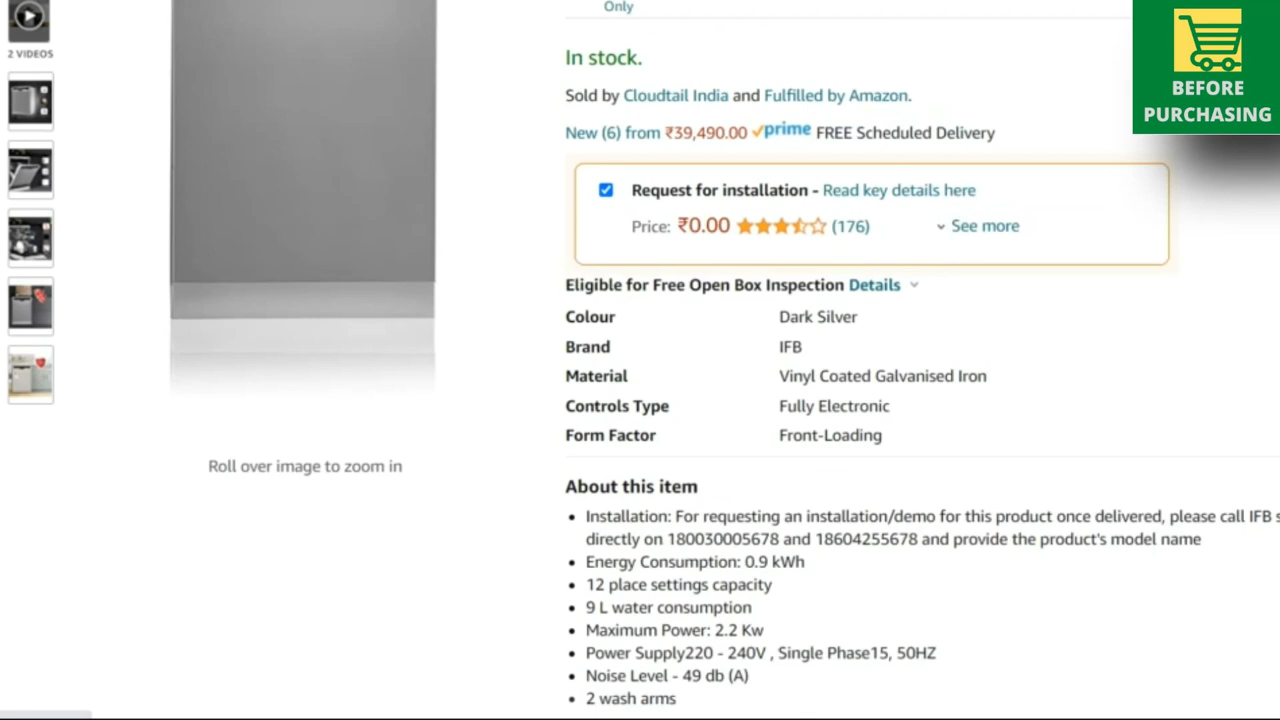 Only
2 VIDEOS
In stock.
Sold by Cloudtail India and Fulfilled by Amazon.
New (6) from ₹39,490.00 prime FREE Scheduled Delivery
BEFORE
PURCHASING
Request for installation - Read key details here
Price: ₹0.00 (176) See more
Eligible for Free Open Box Inspection Details
Colour Dark Silver
Brand IFB
Material Vinyl Coated Galvanised Iron
Controls Type Fully Electronic
Form Factor Front-Loading
Roll over image to zoom in
About this item
• Installation: For requesting an installation/demo for this product once delivered, please call IFB s
directly on 180030005678 and 18604255678 and provide the product's model name
• Energy Consumption: 0.9 kWh
• 12 place settings capacity
• 9 L water consumption
• Maximum Power: 2.2 Kw
• Power Supply220 - 240V , Single Phase15, 50HZ
• Noise Level - 49 db (A)
• 2 wash arms